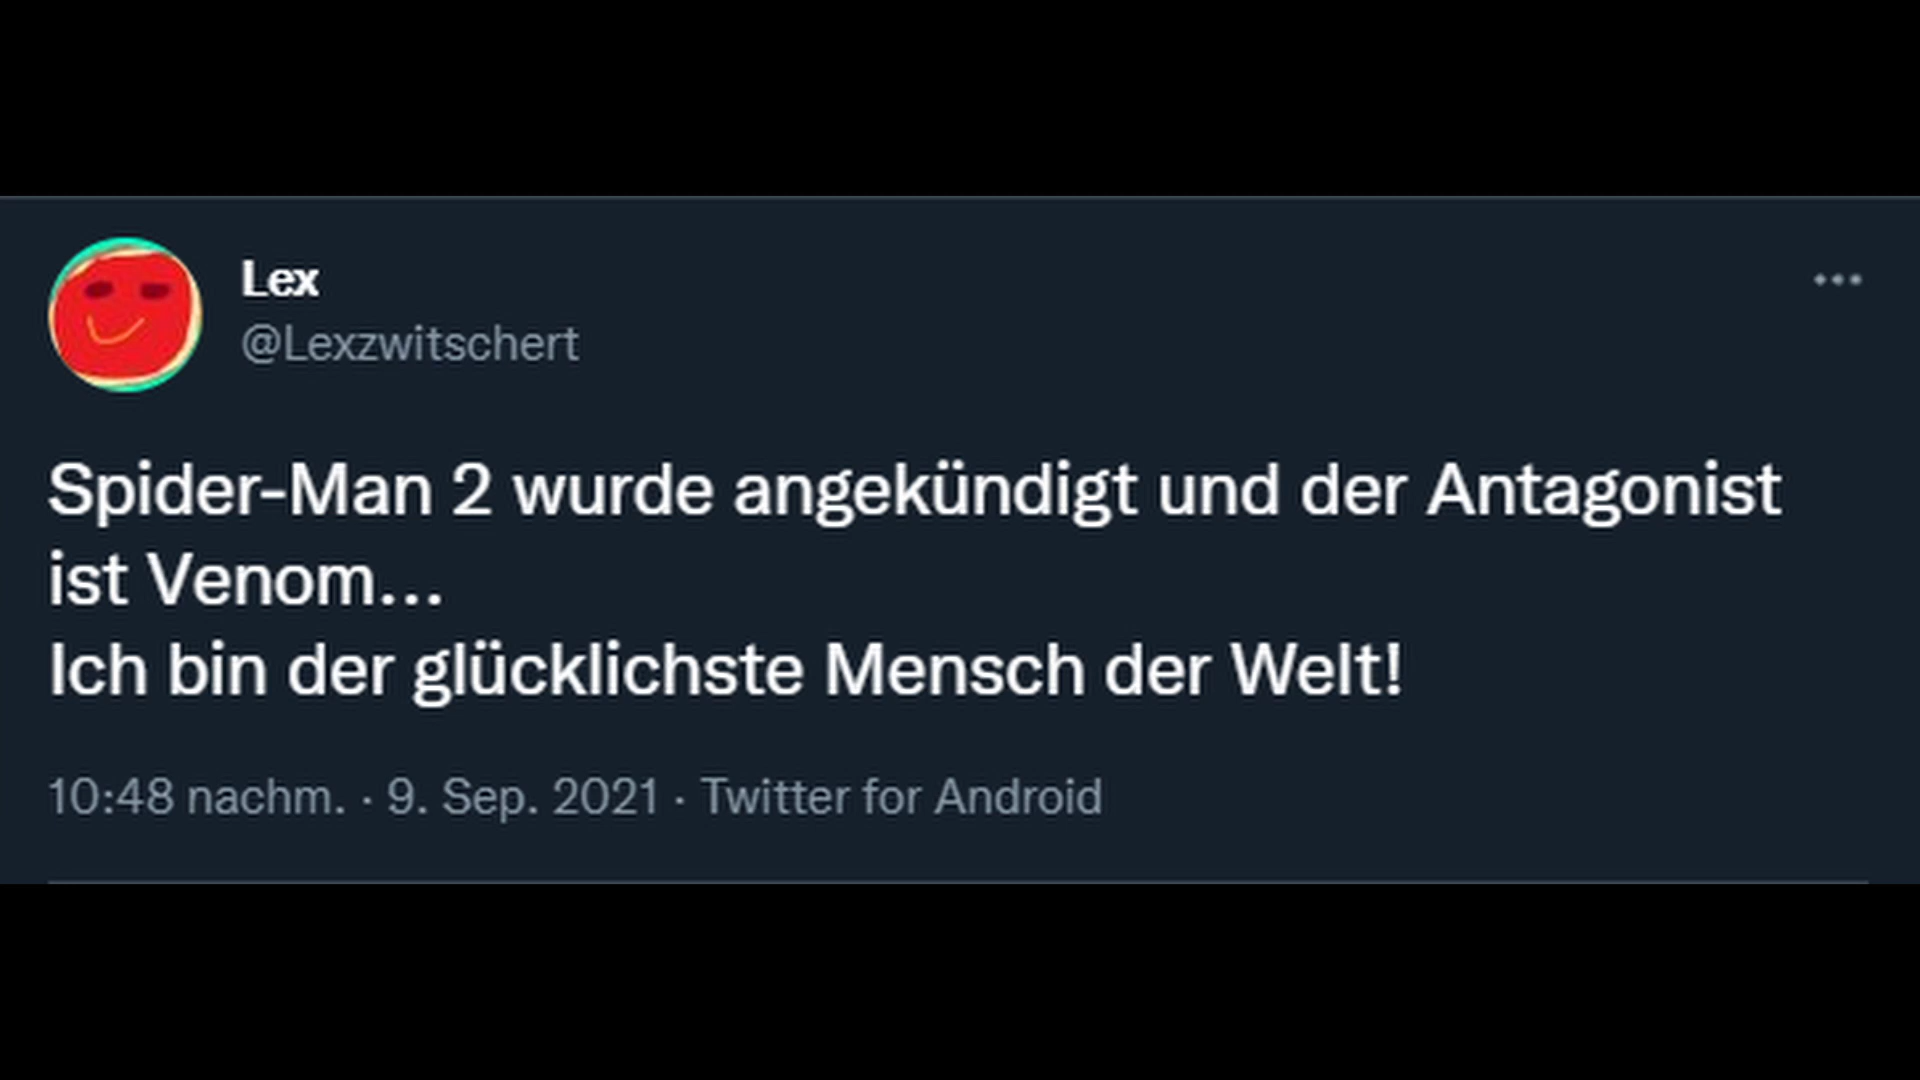 Lex
@Lexzwitschert
Spider-Man 2 wurde angekündigt und der Antagonist
ist Venom...
Ich bin der glücklichste Mensch der Welt!
10:48 nachm. · 9. Sep. 2021 · Twitter for Android